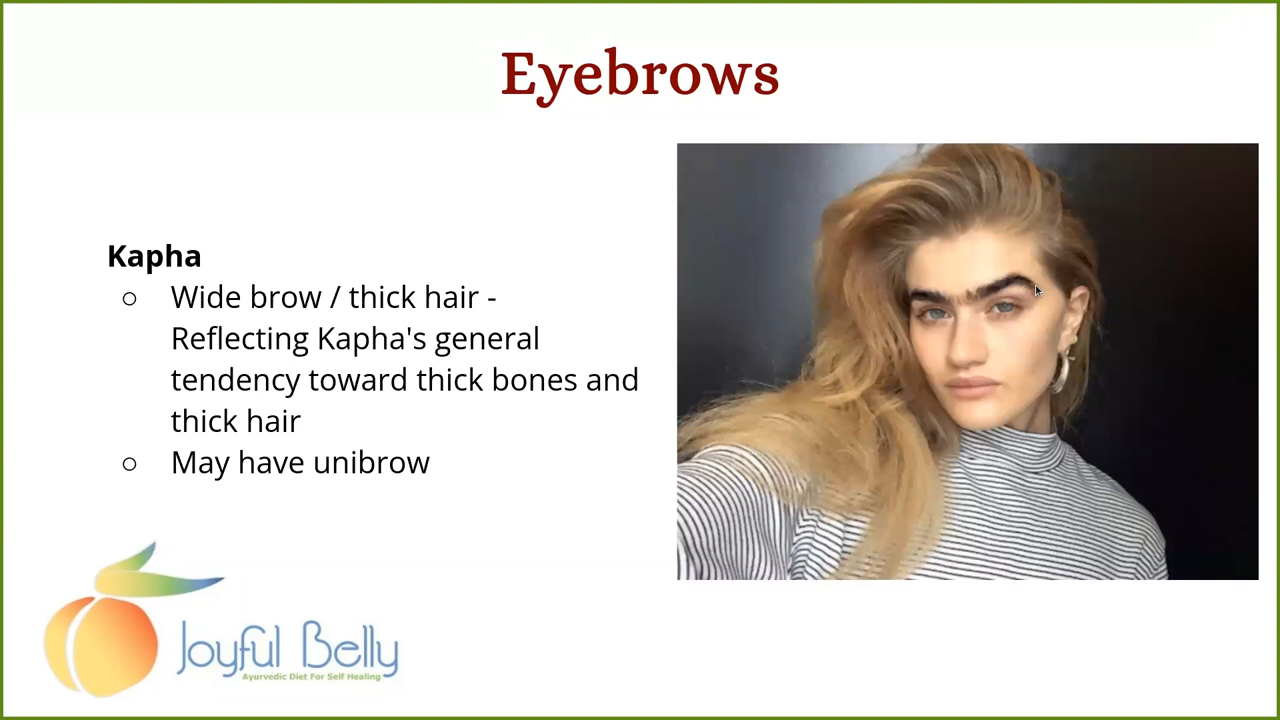 Eyebrows
Kapha
Wide brow / thick hair -
Reflecting Kapha's general
tendency toward thick bones and
thick hair
May have unibrow
Joyful Belly
Ayurvedic Diet For Self Healing